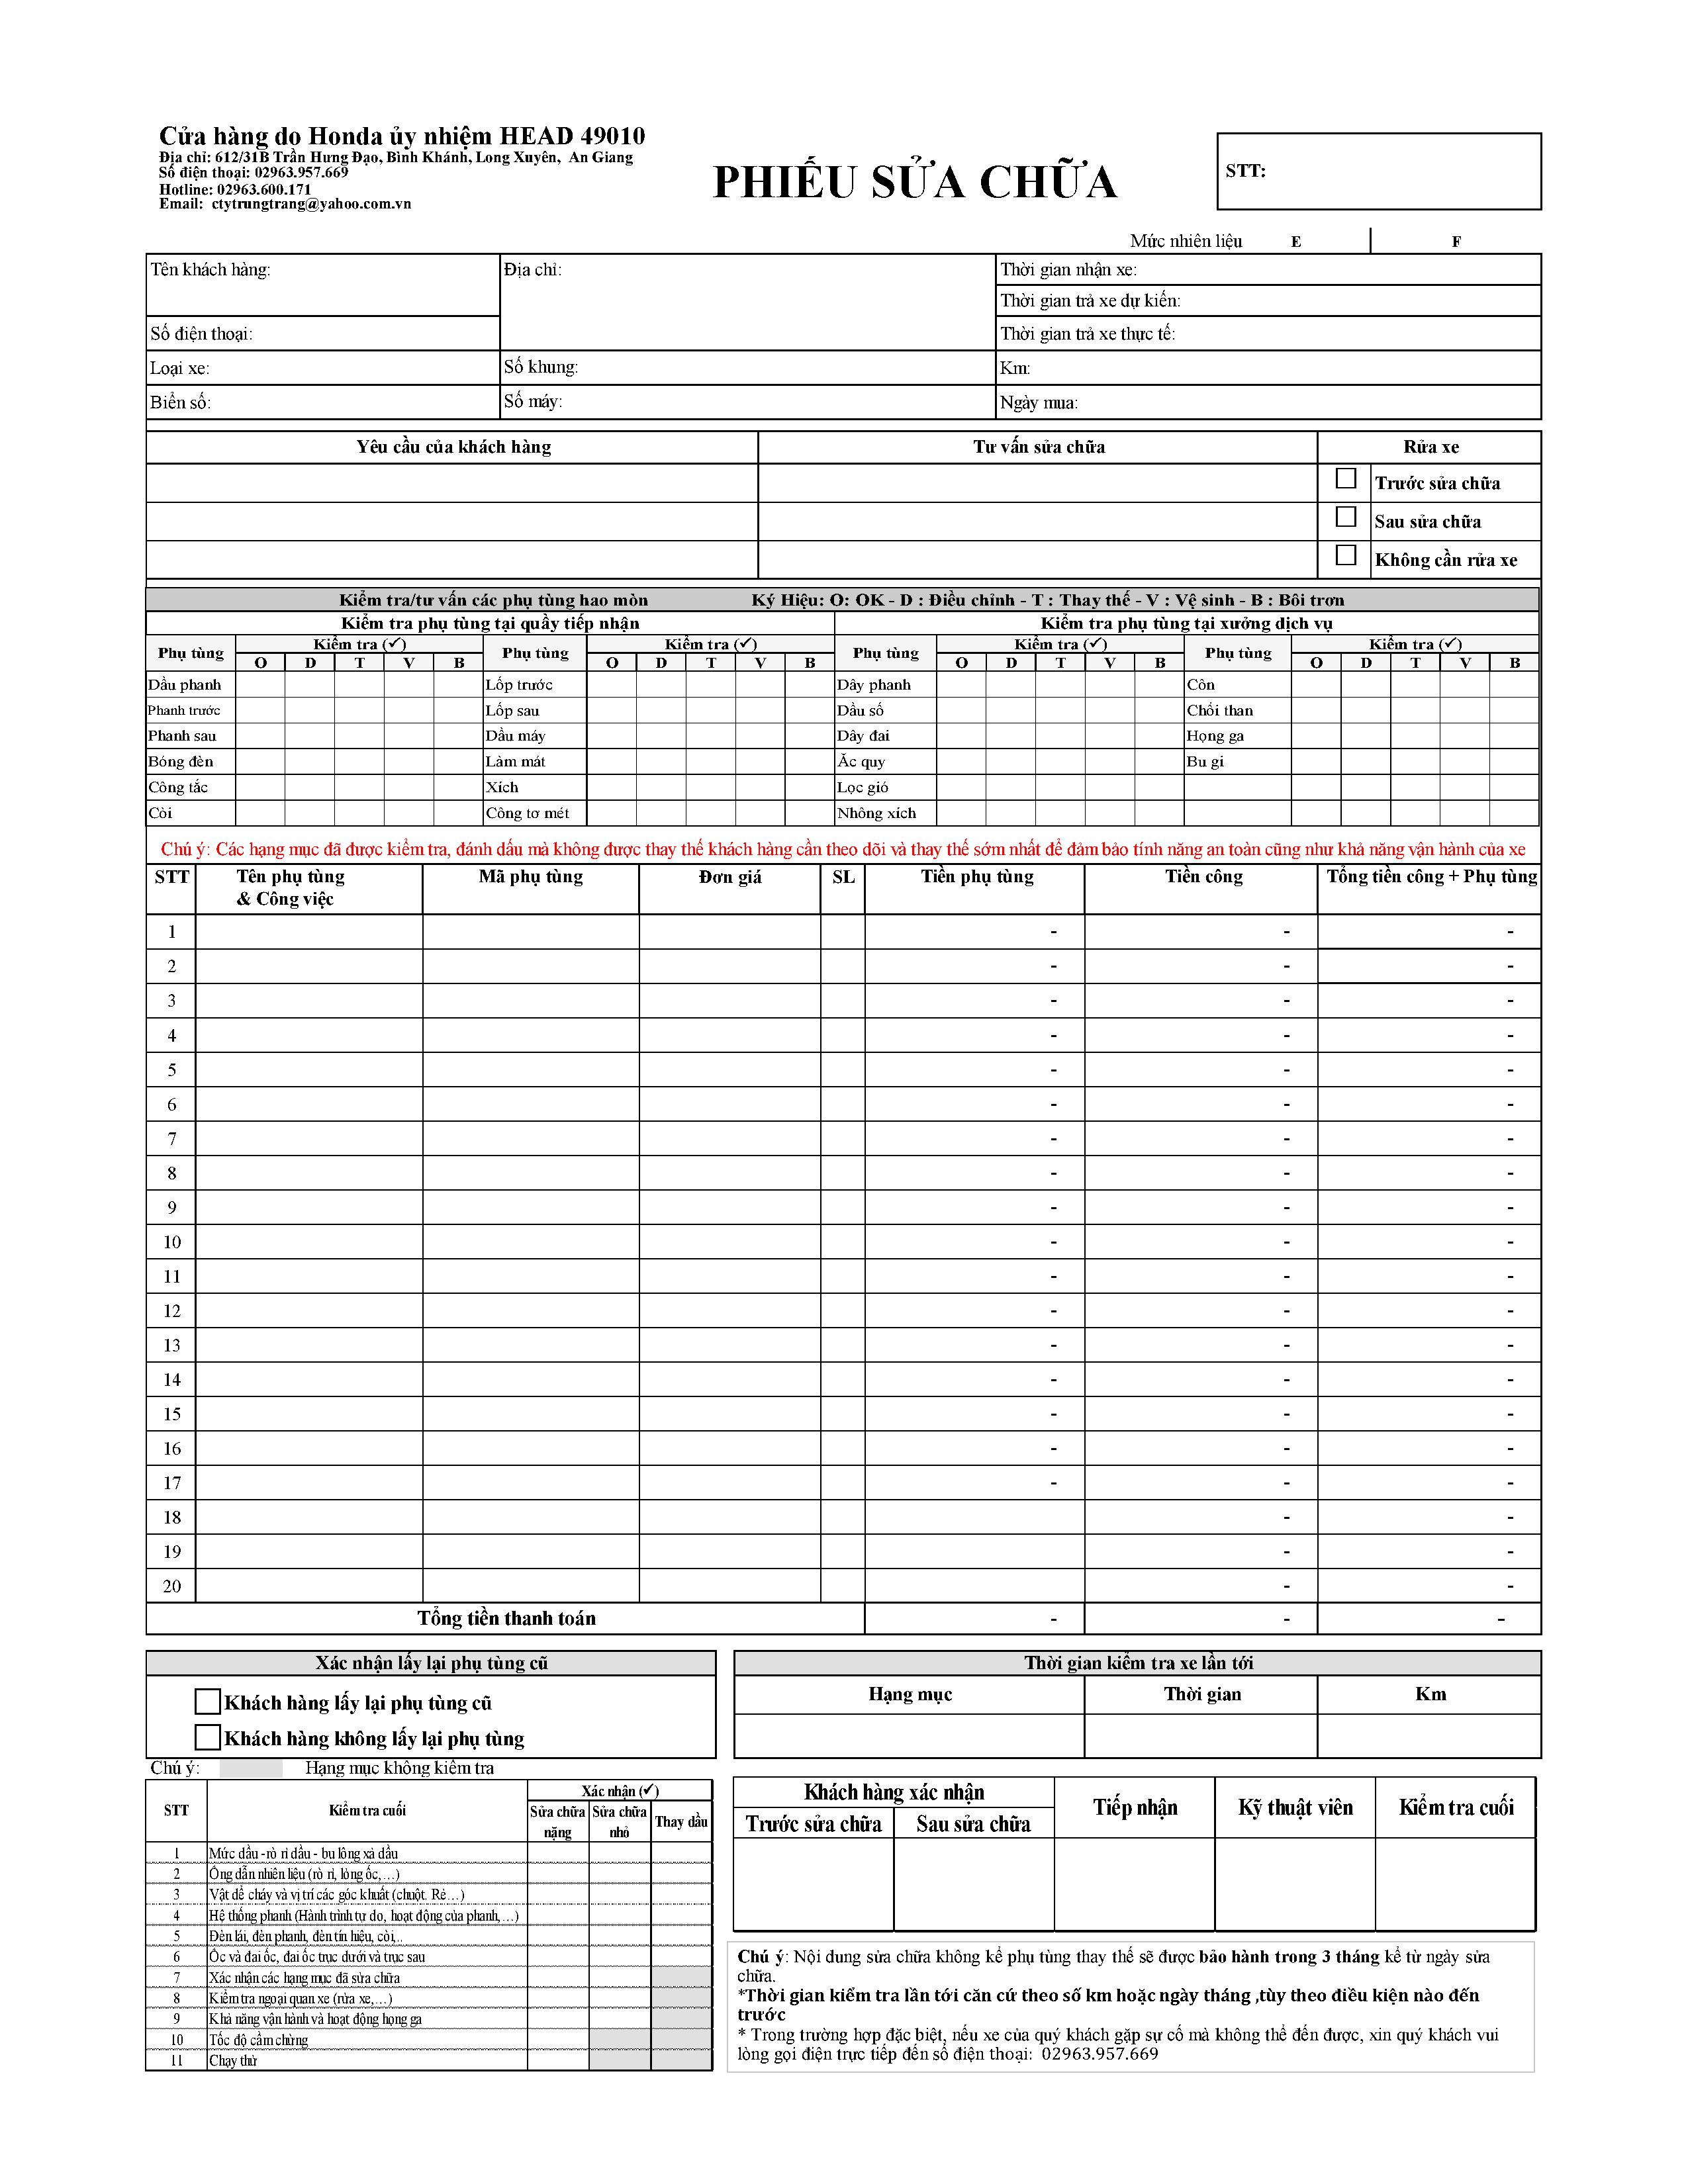 Cửa hàng do Honda ủy nhiệm HEAD 49010
Địa chỉ: 612/31B Trần Hưng Đạo, Bình Khánh, Long Xuyên, An Giang
Số điện thoại: 02963.957.669
Hotline: 02963.600.171
Email: ctytrungtrang@yahoo.com.vn
PHIẾU SỬA CHỮA
STT:
Mức nhiên liệu E F
Tên khách hàng: Địa chỉ: Thời gian nhận xe:
Thời gian trả xe dự kiến:
Số điện thoại: Thời gian trả xe thực tế:
Loại xe: Số khung: Km:
Biển số: Số máy: Ngày mua:
Yêu cầu của khách hàng Tư vấn sửa chữa Rửa xe
Trước sửa chữa
Sau sửa chữa
Không cần rửa xe
Kiểm tra/tư vấn các phụ tùng hao mòn Ký Hiệu: O: OK - D : Điều chỉnh - T : Thay thế - V : Vệ sinh - B : Bôi trơn
Kiểm tra phụ tùng tại quầy tiếp nhận Kiểm tra phụ tùng tại xưởng dịch vụ
Phụ tùng Kiểm tra (✓) Phụ tùng Kiểm tra (✓) Phụ tùng Kiểm tra (✓) Phụ tùng Kiểm tra (✓)
O D T V B O D T V B O D T V B O D T V B
Dầu phanh Lốp trước Dây phanh Côn
Phanh trước Lốp sau Dầu số Chổi than
Phanh sau Dầu máy Dây đai Họng ga
Bóng đèn Làm mát Ắc quy Bu gi
Công tắc Xích Lọc gió
Còi Công tơ mét Nhông xích
Chú ý: Các hạng mục đã được kiểm tra, đánh dấu mà không được thay thế khách hàng cần theo dõi và thay thế sớm nhất để đảm bảo tính năng an toàn cũng như khả năng vận hành của xe
STT Tên phụ tùng Mã phụ tùng Đơn giá SL Tiền phụ tùng Tiền công Tổng tiền công + Phụ tùng
& Công việc
1 - - -
2 - - -
3 - - -
4 - - -
5 - - -
6 - - -
7 - - -
8 - - -
9 - - -
10 - - -
11 - - -
12 - - -
13 - - -
14 - - -
15 - - -
16 - - -
17 - - -
18 - -
19 - -
20 - -
Tổng tiền thanh toán - - -
Xác nhận lấy lại phụ tùng cũ
Khách hàng lấy lại phụ tùng cũ
Khách hàng không lấy lại phụ tùng
Thời gian kiểm tra xe lần tới
Hạng mục Thời gian Km
Chú ý: Hạng mục không kiểm tra
STT Kiểm tra cuối Xác nhận (✓)
Sửa chữa nặng Sửa chữa nhỏ Thay dầu
1 Mức dầu -rò rỉ dầu - bu lông xả dầu
2 Ống dẫn nhiên liệu (rò rỉ, lỏng ốc,…)
3 Vật dễ cháy và vị trí các góc khuất (chuột. Rẻ…)
4 Hệ thống phanh (Hành trình tự do, hoạt động của phanh,…)
5 Đèn lái, đèn phanh, đèn tín hiệu, còi,..
6 Ốc và đai ốc, đai ốc trục dưới và trục sau
7 Xác nhận các hạng mục đã sửa chữa
8 Kiểm tra ngoại quan xe (rửa xe,…)
9 Khả năng vận hành và hoạt động họng ga
10 Tốc độ cầm chừng
11 Chạy thử
Khách hàng xác nhận Tiếp nhận Kỹ thuật viên Kiểm tra cuối
Trước sửa chữa Sau sửa chữa
Chú ý: Nội dung sửa chữa không kể phụ tùng thay thế sẽ được bảo hành trong 3 tháng kể từ ngày sửa
chữa.
*Thời gian kiểm tra lần tới căn cứ theo số km hoặc ngày tháng ,tùy theo điều kiện nào đến
trước
* Trong trường hợp đặc biệt, nếu xe của quý khách gặp sự cố mà không thể đến được, xin quý khách vui
lòng gọi điện trực tiếp đến số điện thoại: 02963.957.669